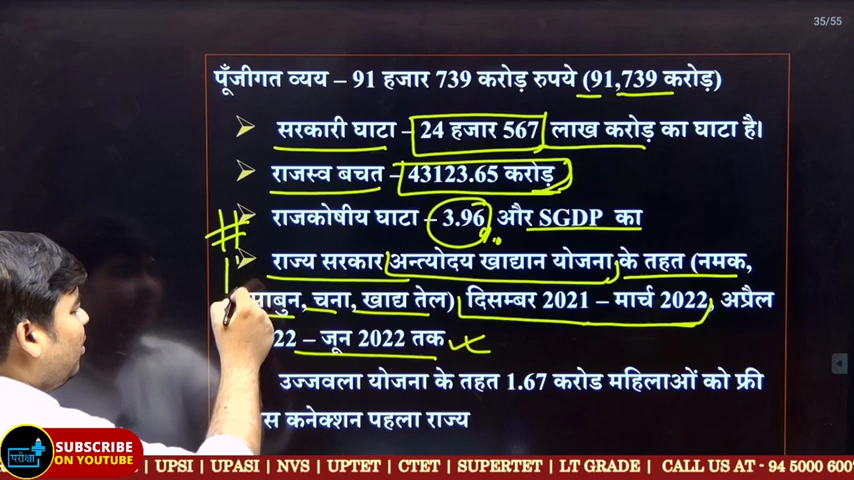 35/55
पूँजीगत व्यय – 91 हजार 739 करोड़ रुपये (91,739 करोड़)
सरकारी घाटा – 24 हजार 567 लाख करोड़ का घाटा है।
राजस्व बचत – 43123.65 करोड़
राजकोषीय घाटा – 3.96 % और SGDP का
# राज्य सरकार अन्त्योदय खाद्यान योजना के तहत (नमक,
साबुन, चना, खाद्य तेल) दिसम्बर 2021 – मार्च 2022, अप्रैल
22 – जून 2022 तक
उज्जवला योजना के तहत 1.67 करोड महिलाओं को फ्री
स कनेक्शन पहला राज्य
परीक्षा
SUBSCRIBE
ON YOUTUBE
| UPSI | UPASI | NVS | UPTET | CTET | SUPERTET | LT GRADE | CALL US AT - 94 5000 607